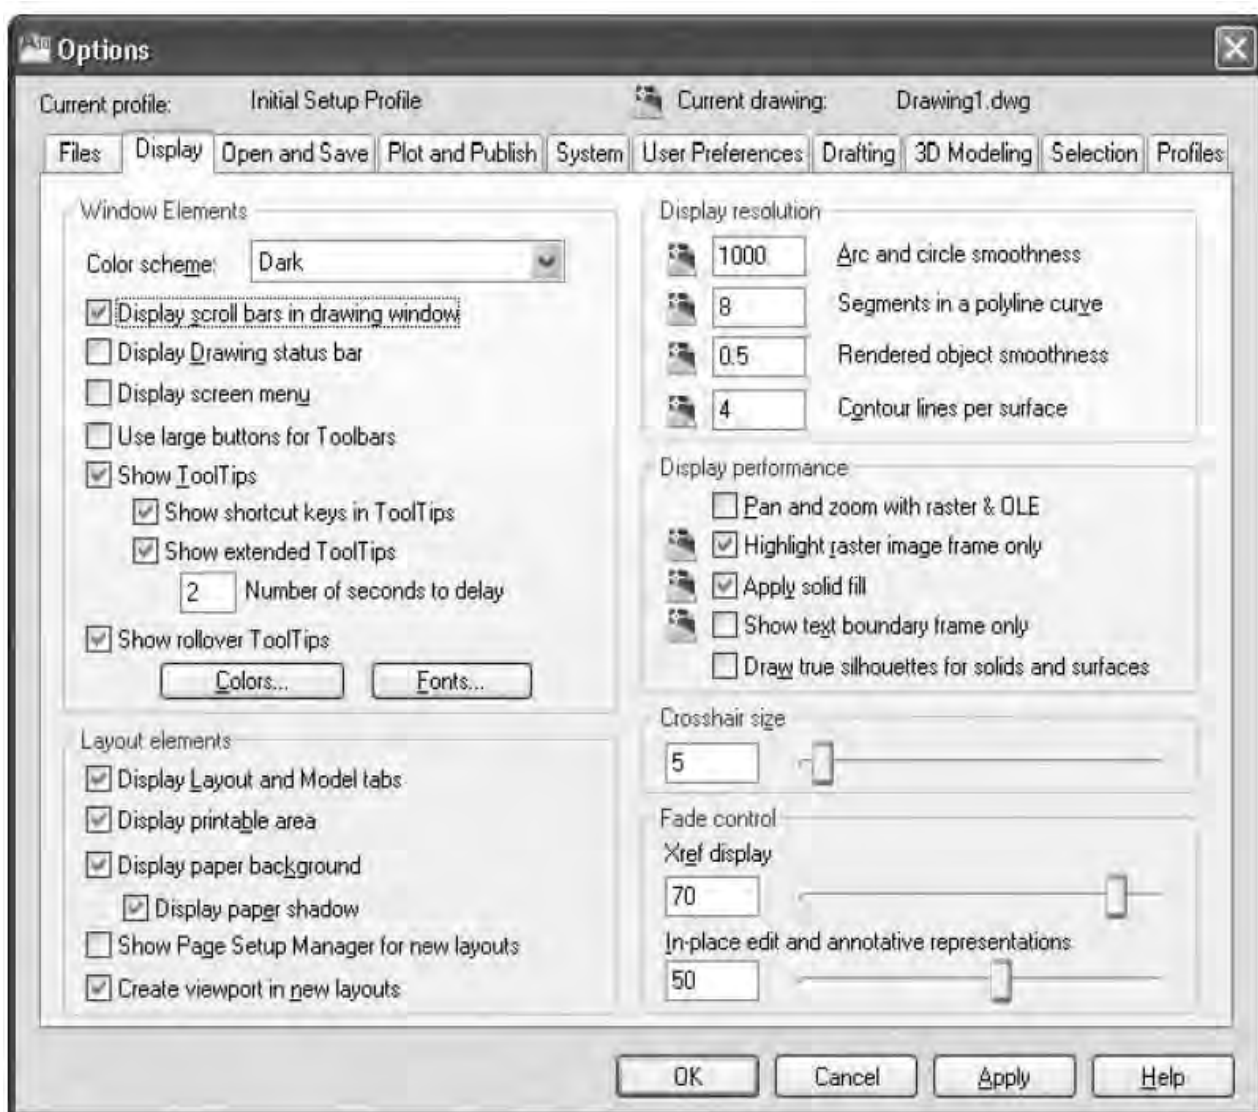 Options
Current profile: Initial Setup Profile Current drawing: Drawing1.dwg
Files Display Open and Save Plot and Publish System User Preferences Drafting 3D Modeling Selection Profiles
Window Elements
Color scheme: Dark
Display scroll bars in drawing window
Display Drawing status bar
Display screen menu
Use large buttons for Toolbars
Show ToolTips
Show shortcut keys in ToolTips
Show extended ToolTips
2 Number of seconds to delay
Show rollover ToolTips
Colors... Fonts...
Layout elements
Display Layout and Model tabs
Display printable area
Display paper background
Display paper shadow
Show Page Setup Manager for new layouts
Create viewport in new layouts
Display resolution
1000 Arc and circle smoothness
8 Segments in a polyline curve
0.5 Rendered object smoothness
4 Contour lines per surface
Display performance
Pan and zoom with raster & OLE
Highlight raster image frame only
Apply solid fill
Show text boundary frame only
Draw true silhouettes for solids and surfaces
Crosshair size
5
Fade control
Xref display
70
In-place edit and annotative representations
50
OK Cancel Apply Help